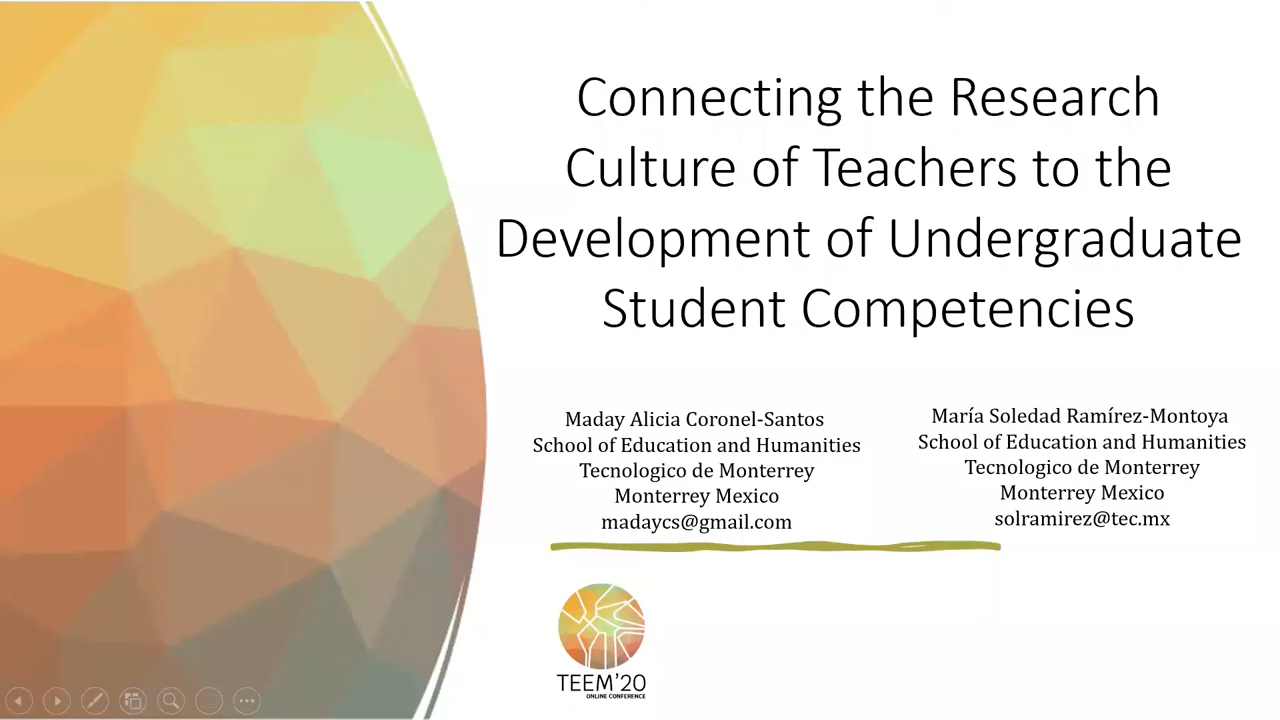 Connecting the Research
Culture of Teachers to the
Development of Undergraduate
Student Competencies
Maday Alicia Coronel-Santos
School of Education and Humanities
Tecnologico de Monterrey
Monterrey Mexico
madaycs@gmail.com
María Soledad Ramírez-Montoya
School of Education and Humanities
Tecnologico de Monterrey
Monterrey Mexico
solramirez@tec.mx
TEEM'20
ONLINE CONFERENCE